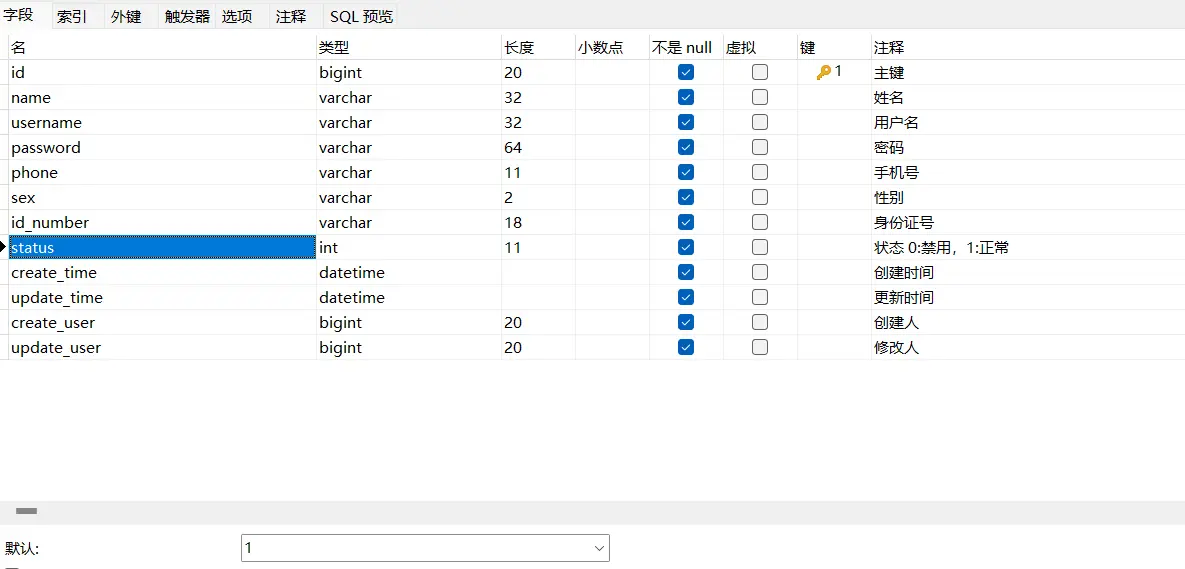 字段 索引 外键 触发器 选项 注释 SQL 预览
名 类型 长度 小数点 不是 null 虚拟 键 注释
id bigint 20 1 主键
name varchar 32 姓名
username varchar 32 用户名
password varchar 64 密码
phone varchar 11 手机号
sex varchar 2 性别
id_number varchar 18 身份证号
status int 11 状态 0:禁用，1:正常
create_time datetime 创建时间
update_time datetime 更新时间
create_user bigint 20 创建人
update_user bigint 20 修改人
默认: 1